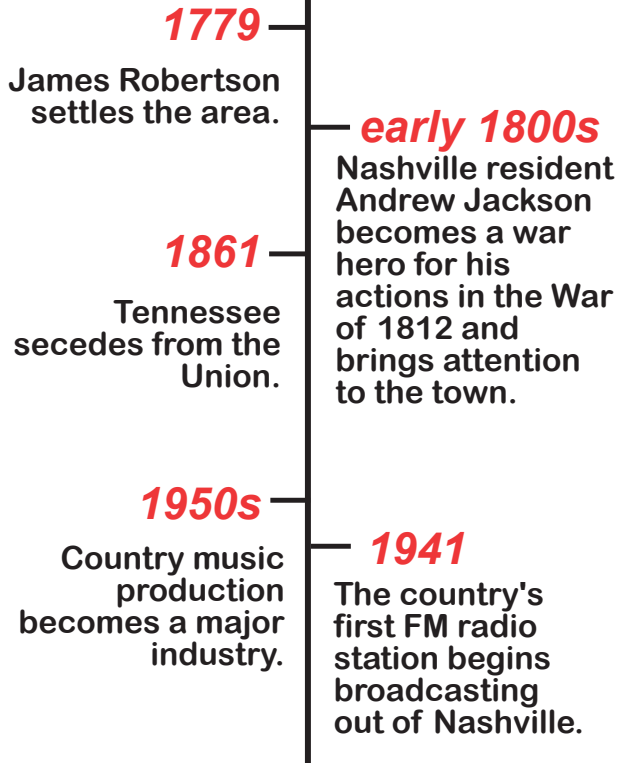 1779
James Robertson
settles the area.
early 1800s
Nashville resident
Andrew Jackson
becomes a war
hero for his
actions in the War
of 1812 and
brings attention
to the town.
1861
Tennessee
secedes from the
Union.
1950s
Country music
production
becomes a major
industry.
1941
The country's
first FM radio
station begins
broadcasting
out of Nashville.